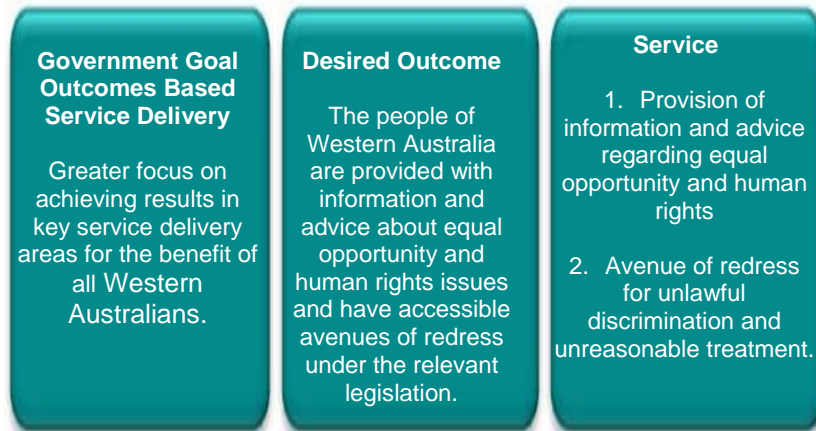 Government Goal
Outcomes Based
Service Delivery
Greater focus on
achieving results in
key service delivery
areas for the benefit of
all Western
Australians.
Desired Outcome
The people of
Western Australia
are provided with
information and
advice about equal
opportunity and
human rights issues
and have accessible
avenues of redress
under the relevant
legislation.
Service
1. Provision of
information and advice
regarding equal
opportunity and human
rights
2. Avenue of redress
for unlawful
discrimination and
unreasonable treatment.